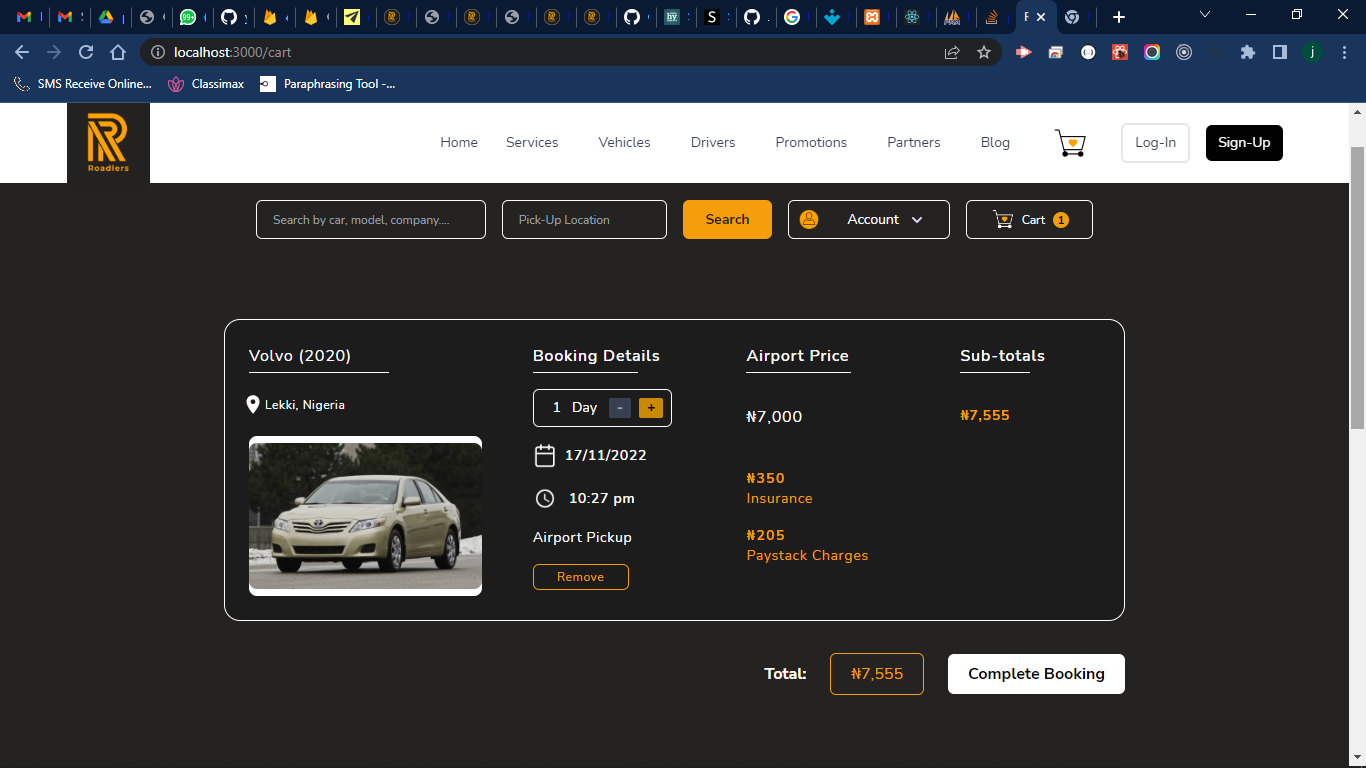 localhost:3000/cart
j
SMS Receive Online...
Classimax
Paraphrasing Tool -...
Roadlers
Home
Services
Vehicles
Drivers
Promotions
Partners
Blog
Log-In
Sign-Up
Search by car, model, company....
Pick-Up Location
Search
Account
Cart 1
Volvo (2020)
Booking Details
Airport Price
Sub-totals
Lekki, Nigeria
1 Day - +
₦7,000
₦7,555
17/11/2022
10:27 pm
₦350
Insurance
Airport Pickup
₦205
Paystack Charges
Remove
Total:
₦7,555
Complete Booking